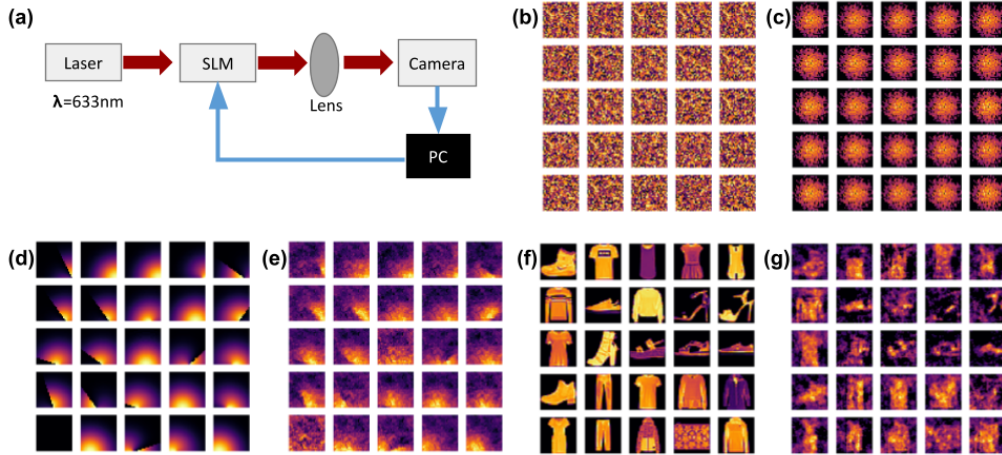 (a)
Laser
SLM
Camera
λ=633nm
Lens
PC
(b)
(c)
(d)
(e)
(f)
(g)